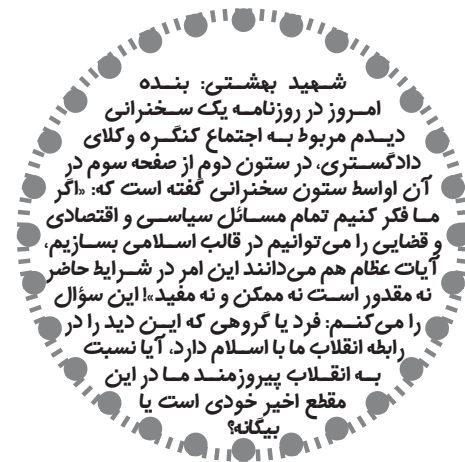 شهید بهشتی: بنده
امروز در روزنامه یک سخنرانی
دیدم مربوط به اجتماع کنگره وکلای
دادگستری، در ستون دوم از صفحه سوم در
آن اواسط ستون سخنرانی گفته است که: «اگر
ما فکر کنیم تمام مسائل سیاسی و اقتصادی
و قضایی را می‌توانیم در قالب اسلامی بسازیم،
آیات عظام هم می‌دانند این امر در شرایط حاضر
نه مقدور است نه ممکن و نه مفید»! این سؤال
را می‌کنم: فرد یا گروهی که این دید را در
رابطه انقلاب ما با اسلام دارد، آیا نسبت
به انقلاب پیروزمند ما در این
مقطع اخیر خودی است یا
بیگانه؟